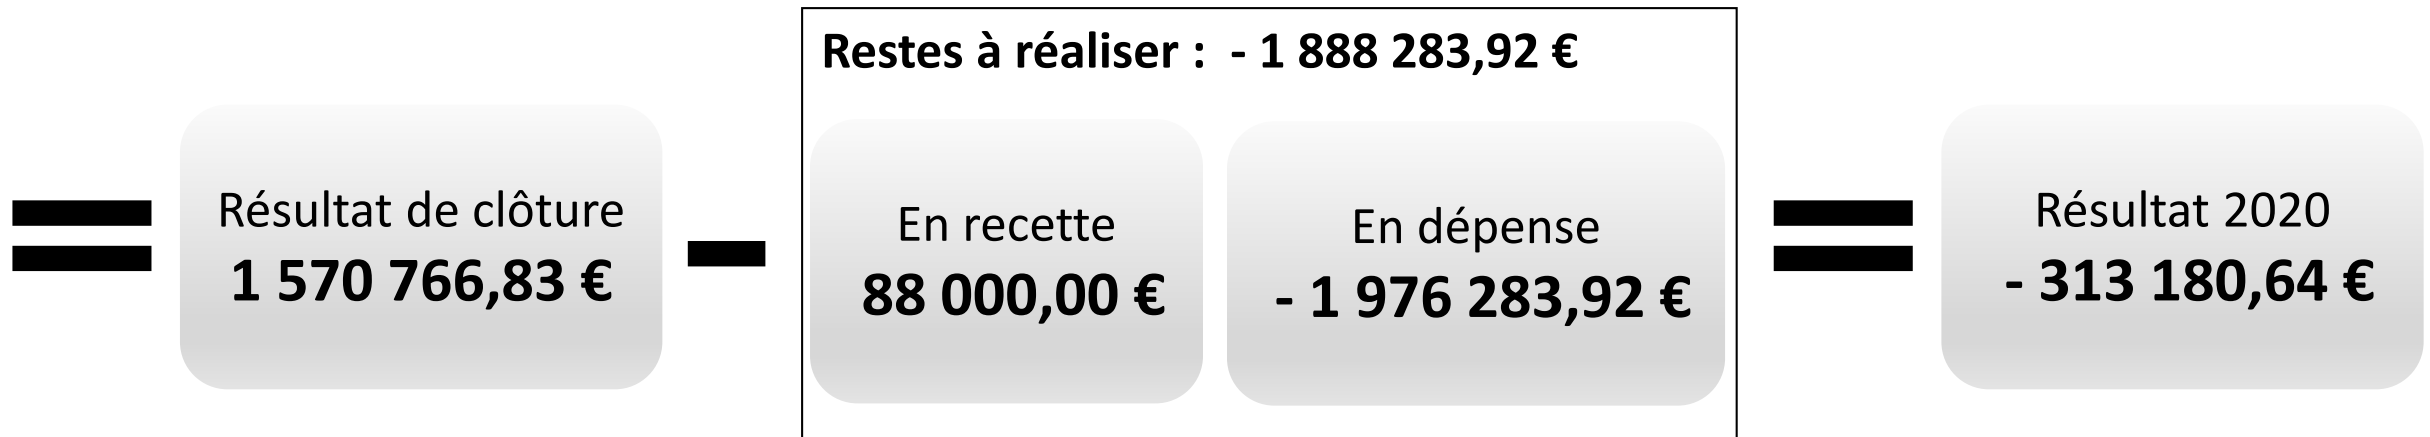 Restes à réaliser : - 1 888 283,92 €
Résultat de clôture
1 570 766,83 €
En recette
88 000,00 €
En dépense
- 1 976 283,92 €
Résultat 2020
- 313 180,64 €